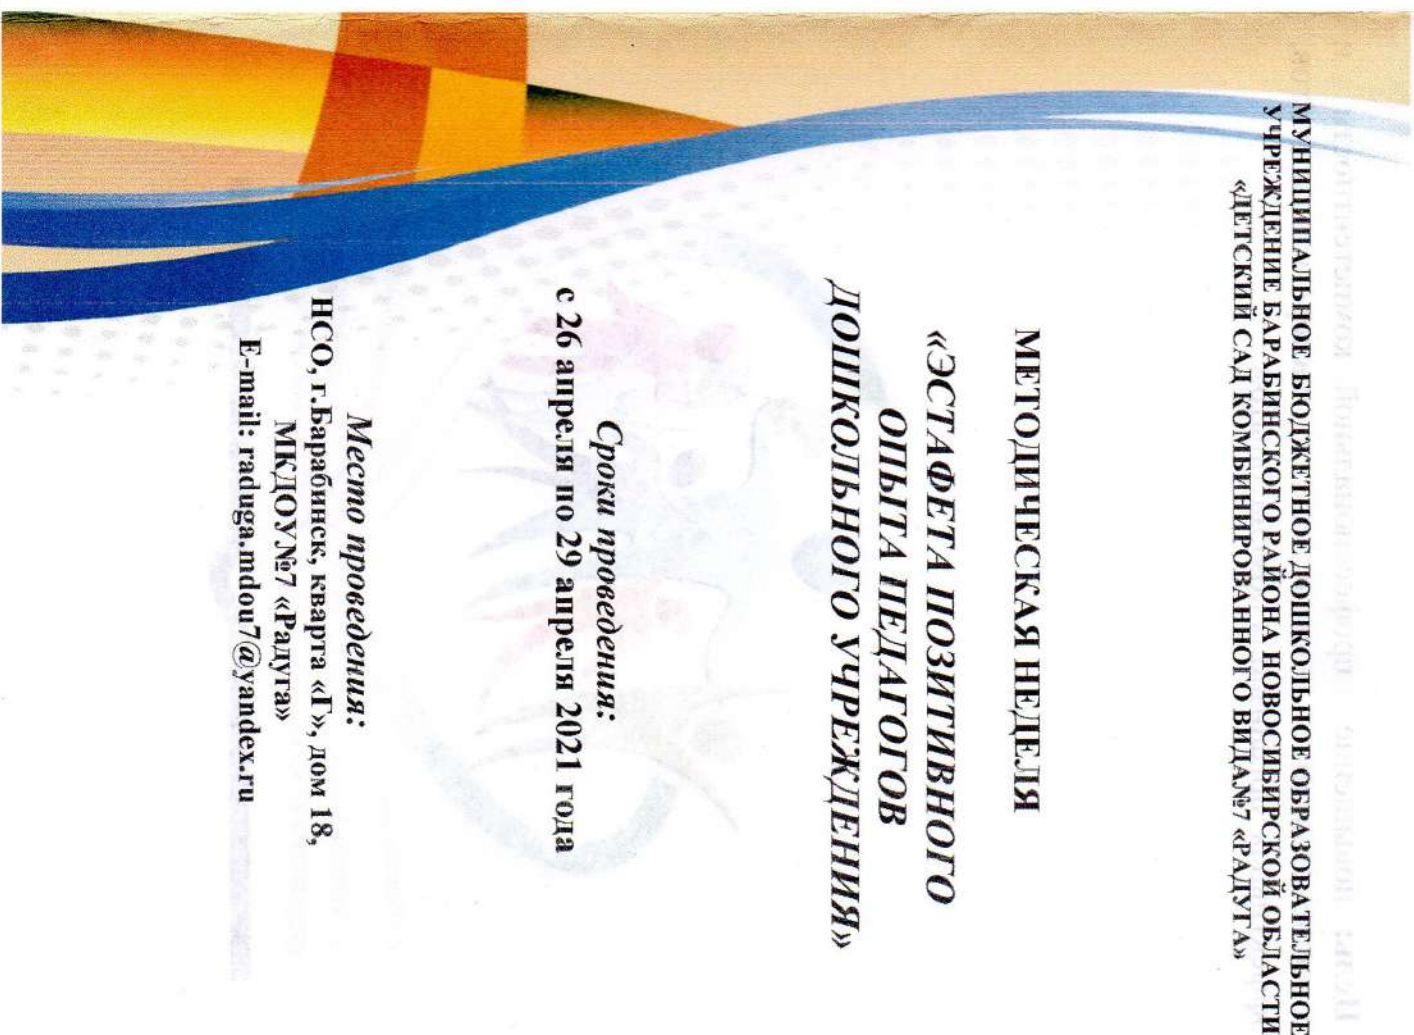 МУНИЦИПАЛЬНОЕ БЮДЖЕТНОЕ ДОШКОЛЬНОЕ ОБРАЗОВАТЕЛЬНОЕ
УЧРЕЖДЕНИЕ БАРАБИНСКОГО РАЙОНА НОВОСИБИРСКОЙ ОБЛАСТИ
«ДЕТСКИЙ САД КОМБИНИРОВАННОГО ВИДА№7 «РАДУГА»
МЕТОДИЧЕСКАЯ НЕДЕЛЯ
«ЭСТАФЕТА ПОЗИТИВНОГО
ОПЫТА ПЕДАГОГОВ
ДОШКОЛЬНОГО УЧРЕЖДЕНИЯ»
Сроки проведения:
с 26 апреля по 29 апреля 2021 года
Место проведения:
НСО, г.Барабинск, кварта «Г», дом 18,
МКДОУ№7 «Радуга»
E-mail: raduga.mdou7@yandex.ru